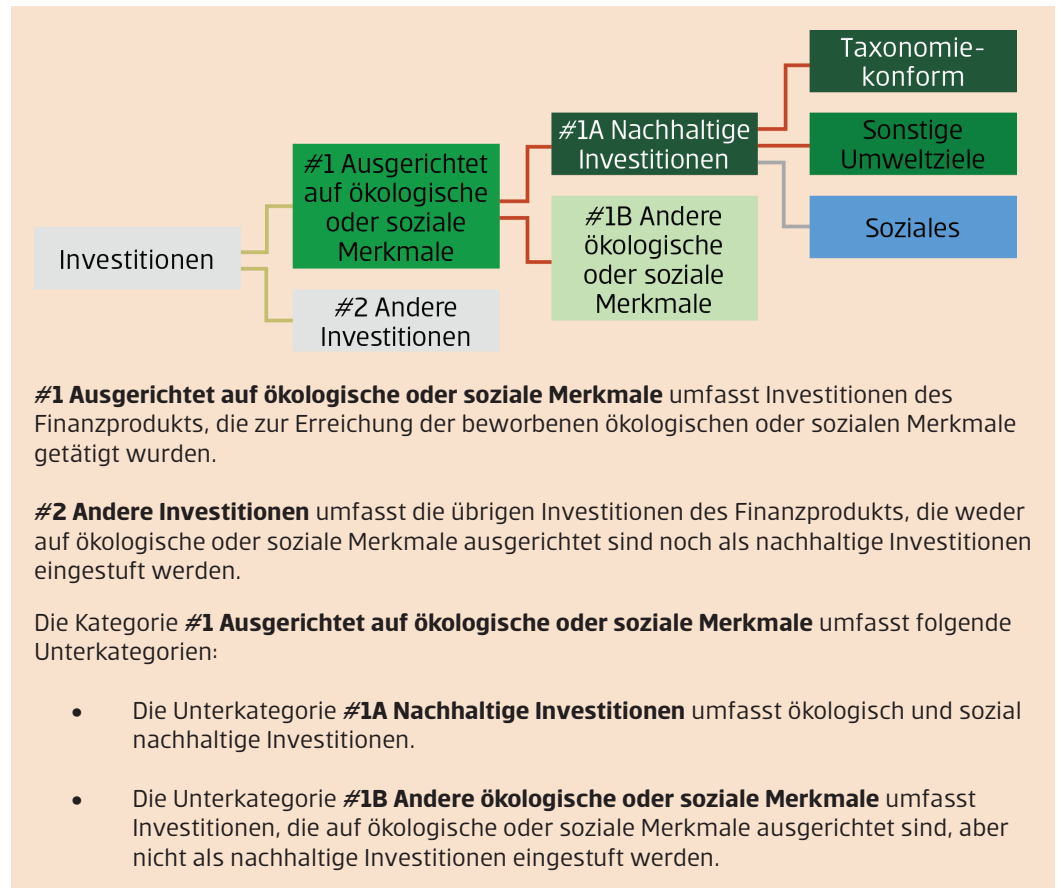 Taxonomie-
konform
#1A Nachhaltige
Investitionen
Sonstige
Umweltziele
#1 Ausgerichtet
auf ökologische
oder soziale
Merkmale
#1B Andere
ökologische
oder soziale
Merkmale
Soziales
Investitionen
#2 Andere
Investitionen
#1 Ausgerichtet auf ökologische oder soziale Merkmale umfasst Investitionen des
Finanzprodukts, die zur Erreichung der beworbenen ökologischen oder sozialen Merkmale
getätigt wurden.
#2 Andere Investitionen umfasst die übrigen Investitionen des Finanzprodukts, die weder
auf ökologische oder soziale Merkmale ausgerichtet sind noch als nachhaltige Investitionen
eingestuft werden.
Die Kategorie #1 Ausgerichtet auf ökologische oder soziale Merkmale umfasst folgende
Unterkategorien:
• Die Unterkategorie #1A Nachhaltige Investitionen umfasst ökologisch und sozial
nachhaltige Investitionen.
• Die Unterkategorie #1B Andere ökologische oder soziale Merkmale umfasst
Investitionen, die auf ökologische oder soziale Merkmale ausgerichtet sind, aber
nicht als nachhaltige Investitionen eingestuft werden.